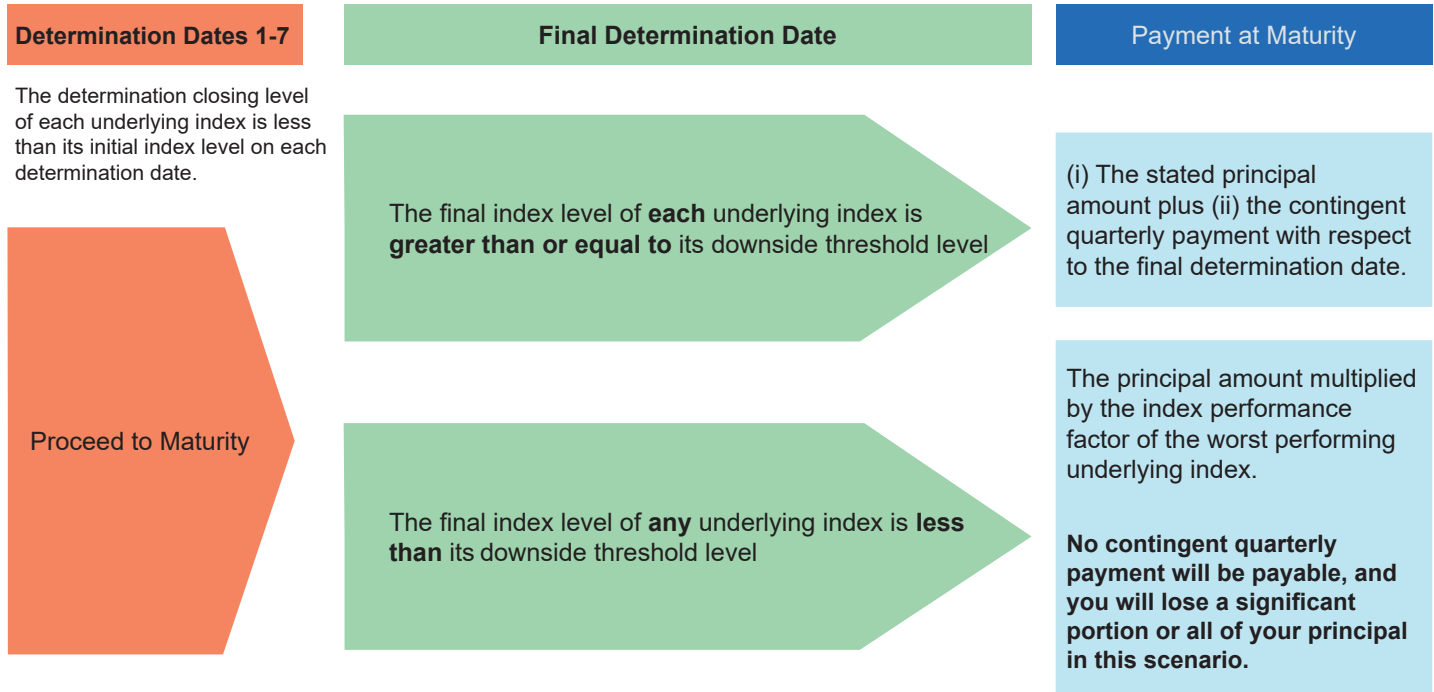 Determination Dates 1-7
The determination closing level
of each underlying index is less
than its initial index level on each
determination date.
Proceed to Maturity
Final Determination Date
The final index level of each underlying index is
greater than or equal to its downside threshold level
The final index level of any underlying index is less
than its downside threshold level
Payment at Maturity
(i) The stated principal
amount plus (ii) the contingent
quarterly payment with respect
to the final determination date.
The principal amount multiplied
by the index performance
factor of the worst performing
underlying index.
No contingent quarterly
payment will be payable, and
you will lose a significant
portion or all of your principal
in this scenario.